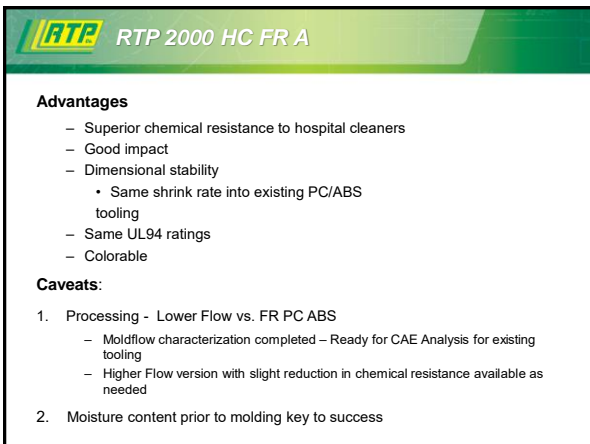 RTP RTP 2000 HC FR A
Advantages
– Superior chemical resistance to hospital cleaners
– Good impact
– Dimensional stability
• Same shrink rate into existing PC/ABS
tooling
– Same UL94 ratings
– Colorable
Caveats:
1. Processing - Lower Flow vs. FR PC ABS
– Moldflow characterization completed – Ready for CAE Analysis for existing
tooling
– Higher Flow version with slight reduction in chemical resistance available as
needed
2. Moisture content prior to molding key to success